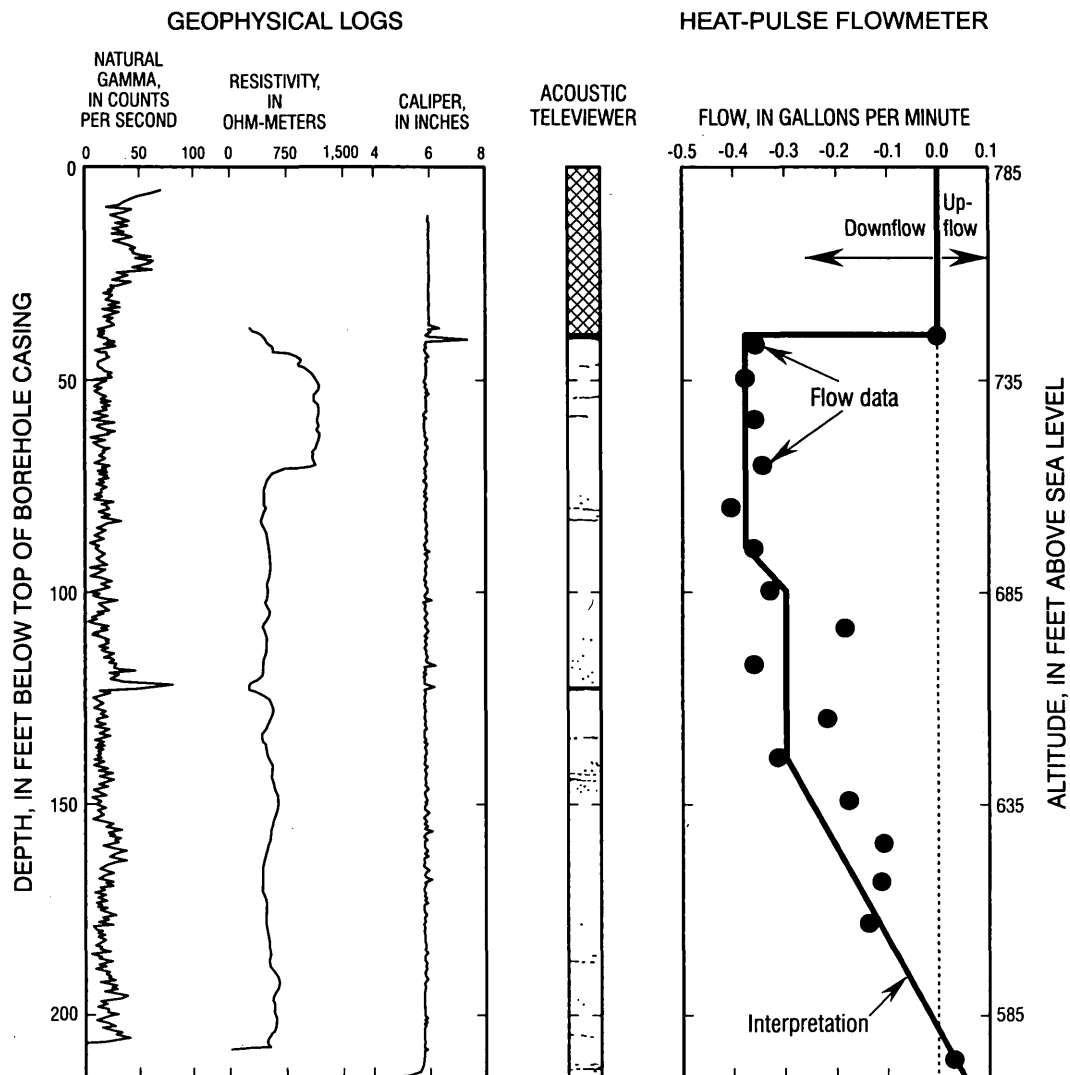 GEOPHYSICAL LOGS
HEAT-PULSE FLOWMETER
NATURAL
GAMMA,
IN COUNTS
PER SECOND
RESISTIVITY,
IN
OHM-METERS
CALIPER,
IN INCHES
ACOUSTIC
TELEVIEWER
FLOW, IN GALLONS PER MINUTE
0 50 100
0 750 1,500
4 6 8
-0.5 -0.4 -0.3 -0.2 -0.1 0.0 0.1
0
50
100
150
200
DEPTH, IN FEET BELOW TOP OF BOREHOLE CASING
Downflow
Up-
flow
Flow data
Interpretation
785
735
685
635
585
ALTITUDE, IN FEET ABOVE SEA LEVEL